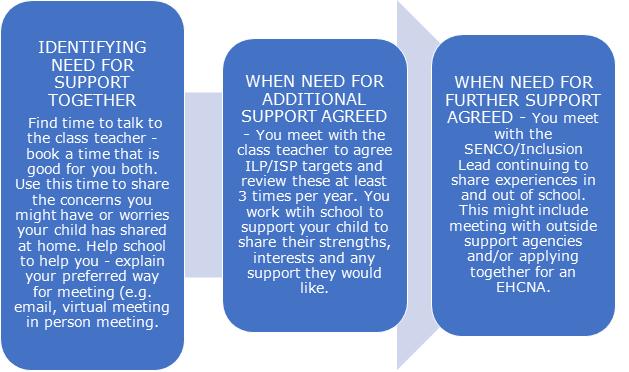 IDENTIFYING
NEED FOR
SUPPORT
TOGETHER
Find time to talk to
the class teacher -
book a time that is
good for you both.
Use this time to share
the concerns you
might have or worries
your child has shared
at home. Help school
to help you - explain
your preferred way
for meeting (e.g.
email, virtual meeting
in person meeting.
WHEN NEED FOR
ADDITIONAL
SUPPORT AGREED
- You meet with the
class teacher to agree
ILP/ISP targets and
review these at least
3 times per year. You
work wtih school to
support your child to
share their strengths,
interests and any
support they would
like.
WHEN NEED FOR
FURTHER SUPPORT
AGREED - You meet
with the
SENCO/Inclusion
Lead continuing to
share experiences in
and out of school.
This might include
meeting with outside
support agencies
and/or applying
together for an
EHCNA.